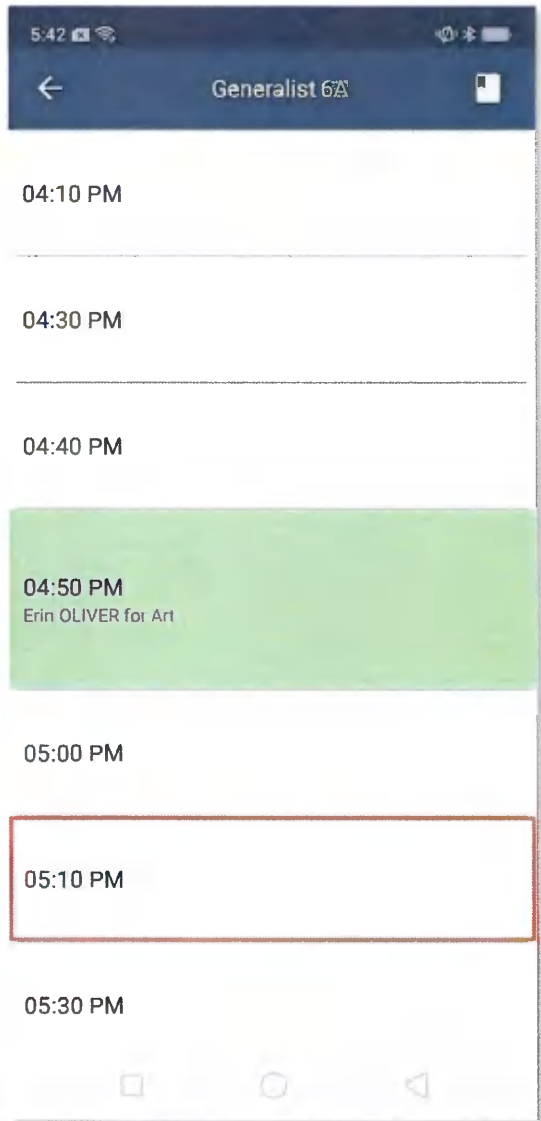 5:42
Generalist 6A
04:10 PM
04:30 PM
04:40 PM
04:50 PM
Erin OLIVER for Art
05:00 PM
05:10 PM
05:30 PM